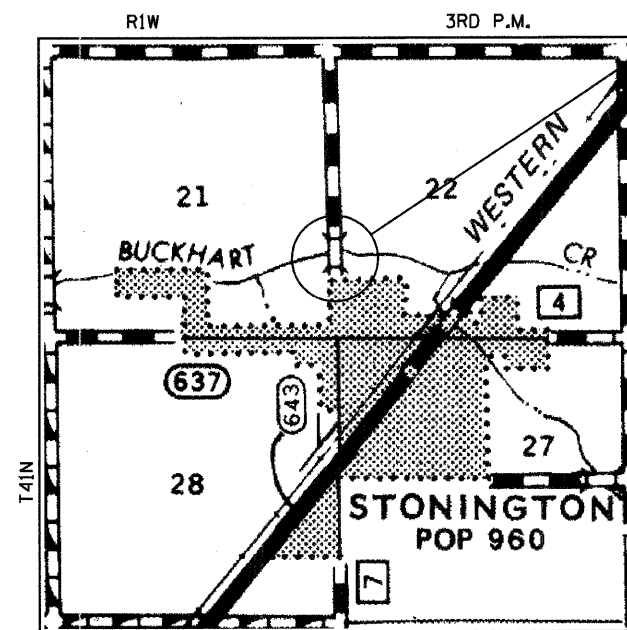 R1W 3RD P.M.
21
22
WESTERN
BUCKHART
CR
4
637
643
T41N
28
27
STONINGTON
POP 960
7